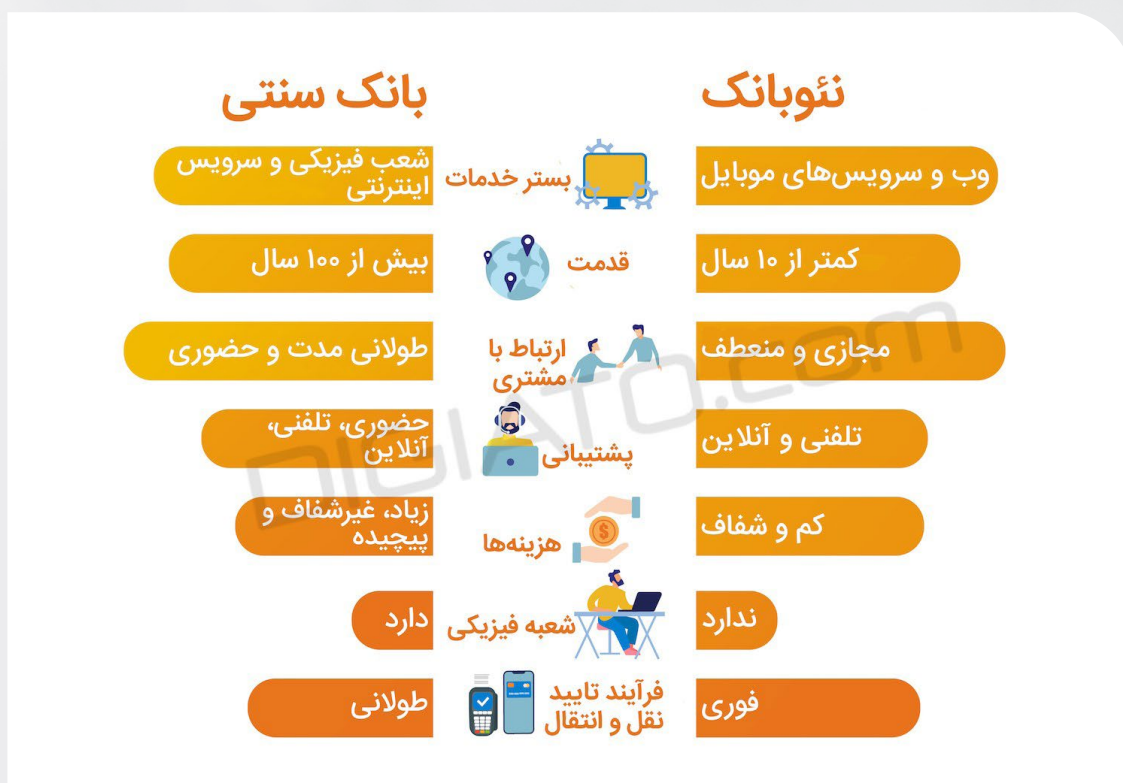 نئوبانک
بانک سنتی
وب و سرویس‌های موبایل
بستر خدمات
شعب فیزیکی و سرویس
اینترنتی
کمتر از ۱۰ سال
قدمت
بیش از ۱۰۰ سال
مجازی و منعطف
ارتباط با
مشتری
طولانی مدت و حضوری
تلفنی و آنلاین
پشتیبانی
حضوری، تلفنی،
آنلاین
کم و شفاف
هزینه‌ها
زیاد، غیرشفاف و
پیچیده
ندارد
شعبه فیزیکی
دارد
فوری
فرآیند تایید
نقل و انتقال
طولانی
DIGIATO.com